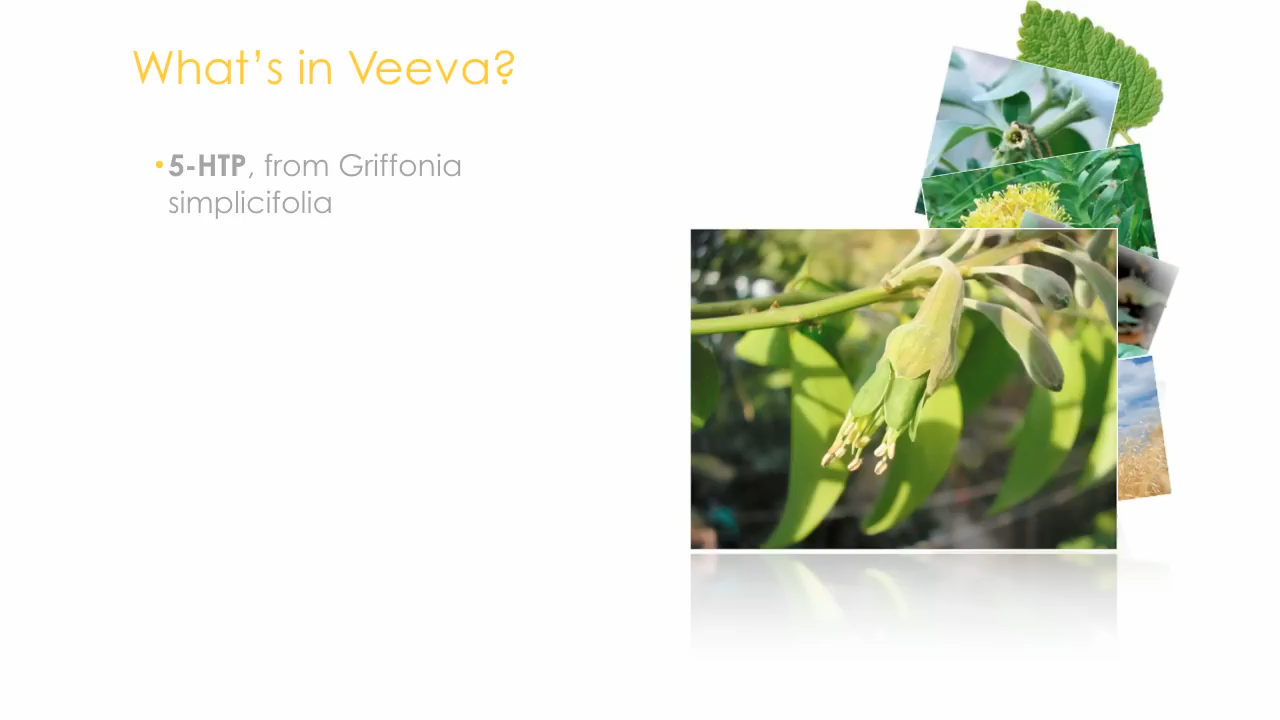 What’s in Veeva?
•5-HTP, from Griffonia
simplicifolia